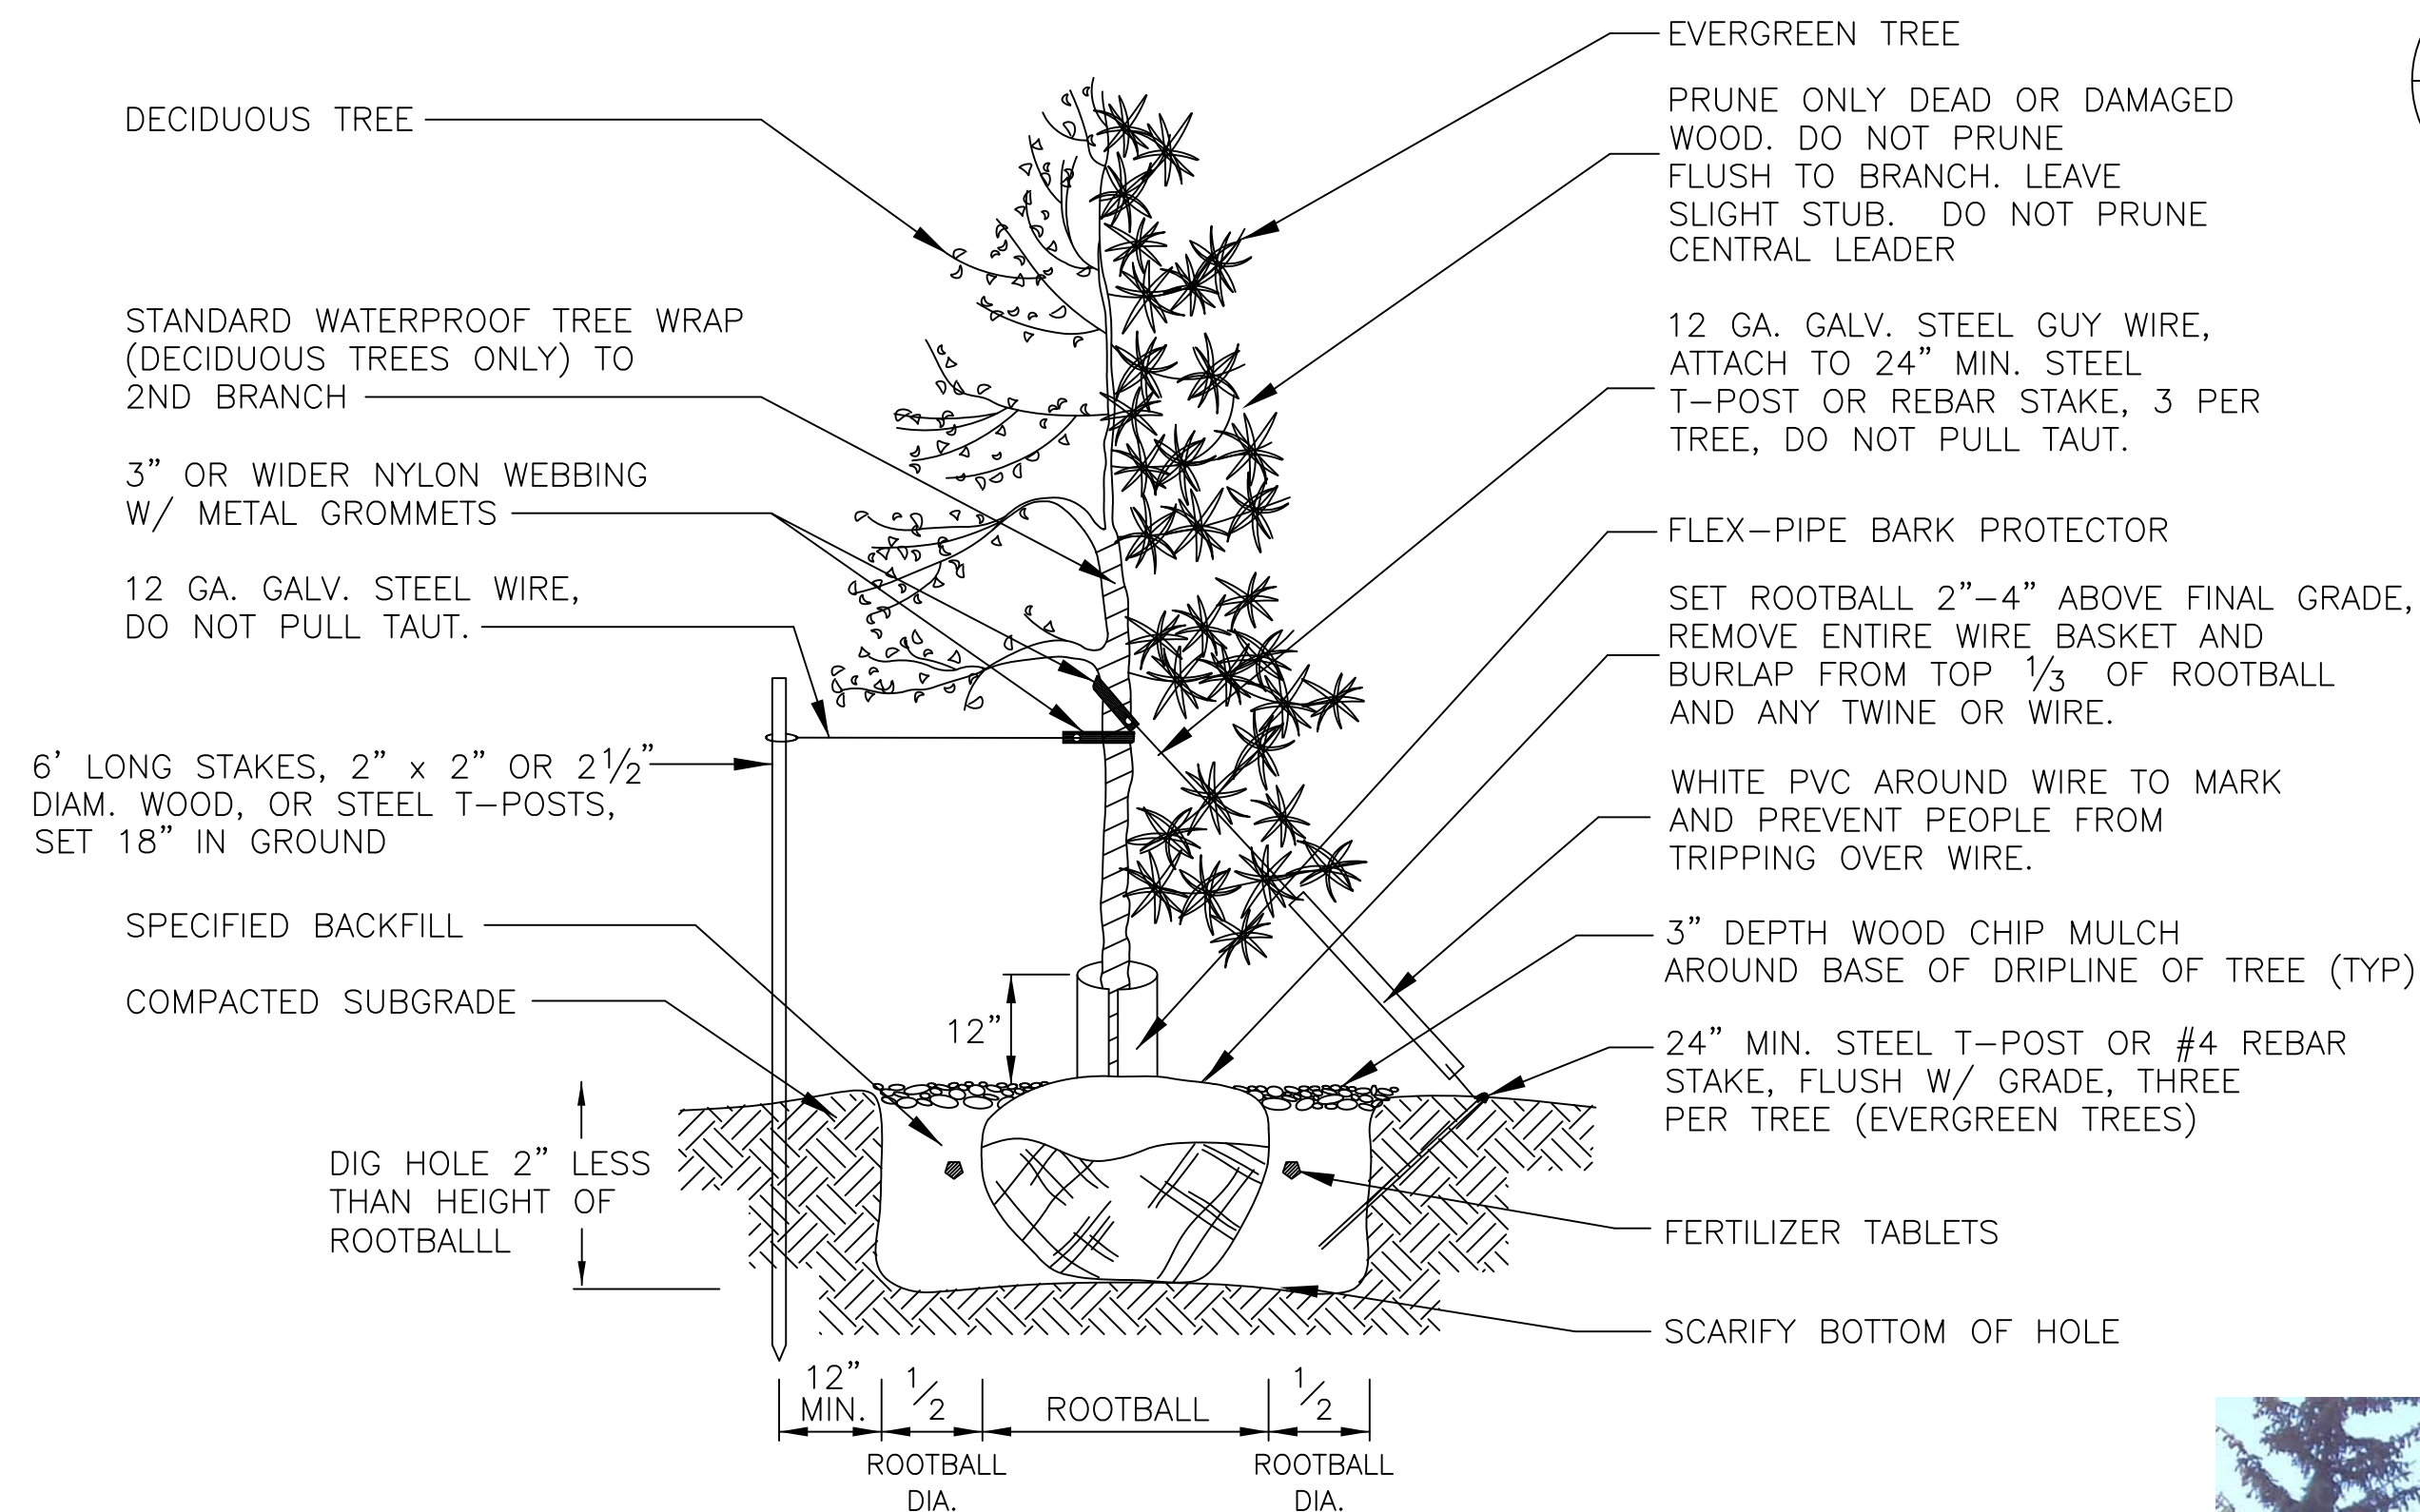 DECIDUOUS TREE
STANDARD WATERPROOF TREE WRAP
(DECIDUOUS TREES ONLY) TO
2ND BRANCH
3” OR WIDER NYLON WEBBING
W/ METAL GROMMETS
12 GA. GALV. STEEL WIRE,
DO NOT PULL TAUT.
6’ LONG STAKES, 2” x 2” OR 2 1/2”
DIAM. WOOD, OR STEEL T–POSTS,
SET 18” IN GROUND
SPECIFIED BACKFILL
COMPACTED SUBGRADE
12”
DIG HOLE 2” LESS
THAN HEIGHT OF
ROOTBALLL
12”
MIN.
1/2
ROOTBALL
DIA.
ROOTBALL
1/2
ROOTBALL
DIA.
EVERGREEN TREE
PRUNE ONLY DEAD OR DAMAGED
WOOD. DO NOT PRUNE
FLUSH TO BRANCH. LEAVE
SLIGHT STUB. DO NOT PRUNE
CENTRAL LEADER
12 GA. GALV. STEEL GUY WIRE,
ATTACH TO 24” MIN. STEEL
T–POST OR REBAR STAKE, 3 PER
TREE, DO NOT PULL TAUT.
FLEX–PIPE BARK PROTECTOR
SET ROOTBALL 2”–4” ABOVE FINAL GRADE,
REMOVE ENTIRE WIRE BASKET AND
BURLAP FROM TOP 1/3 OF ROOTBALL
AND ANY TWINE OR WIRE.
WHITE PVC AROUND WIRE TO MARK
AND PREVENT PEOPLE FROM
TRIPPING OVER WIRE.
3” DEPTH WOOD CHIP MULCH
AROUND BASE OF DRIPLINE OF TREE (TYP)
24” MIN. STEEL T–POST OR #4 REBAR
STAKE, FLUSH W/ GRADE, THREE
PER TREE (EVERGREEN TREES)
FERTILIZER TABLETS
SCARIFY BOTTOM OF HOLE